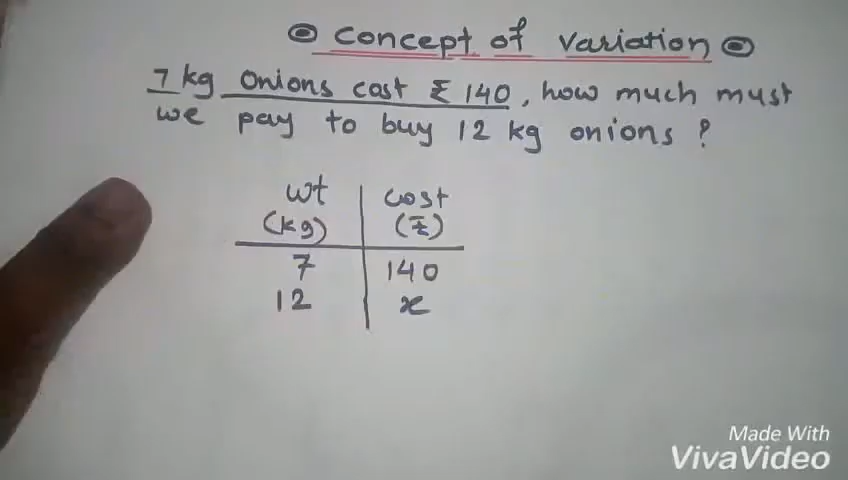 Concept of Variation
7 kg Onions cost ₹ 140, how much must
we pay to buy 12 kg onions ?
wt cost
(kg) (₹)
7 140
12 x
Made With
VivaVideo